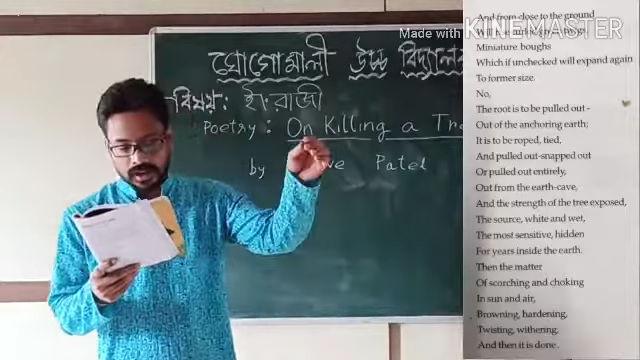 Made with
KINEMASTER
ঘোগোমালী উচ্চ
বিষয়: ইংরাজী
Poetry : On Killing a Tre
by Patel
And from close to the ground
Miniature boughs
Which if unchecked will expand again
To former size.
No,
The root is to be pulled out -
Out of the anchoring earth;
It is to be roped, tied,
And pulled out-snapped out
Or pulled out entirely,
Out from the earth-cave,
And the strength of the tree exposed,
The source, white and wet,
The most sensitive, hidden
For years inside the earth.
Then the matter
Of scorching and choking
In sun and air,
Browning, hardening,
Twisting, withering,
And then it is done.